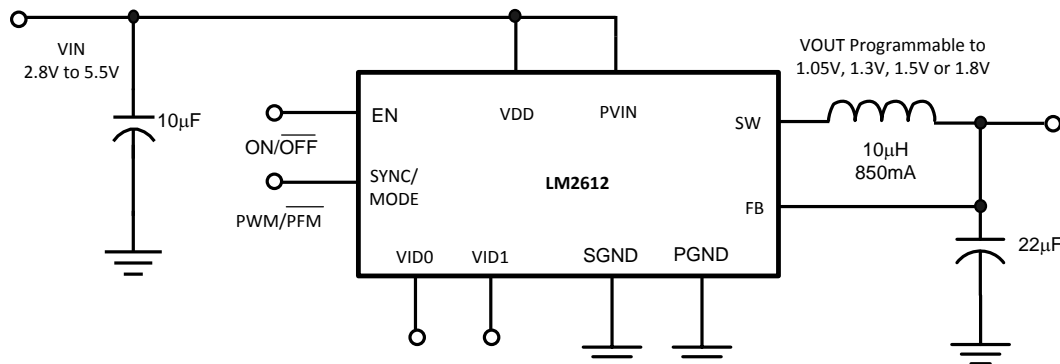 VIN
2.8V to 5.5V
10μF
ON/OFF
PWM/PFM
EN
SYNC/
MODE
VDD
PVIN
LM2612
SW
FB
VID0
VID1
SGND
PGND
VOUT Programmable to
1.05V, 1.3V, 1.5V or 1.8V
10μH
850mA
22μF